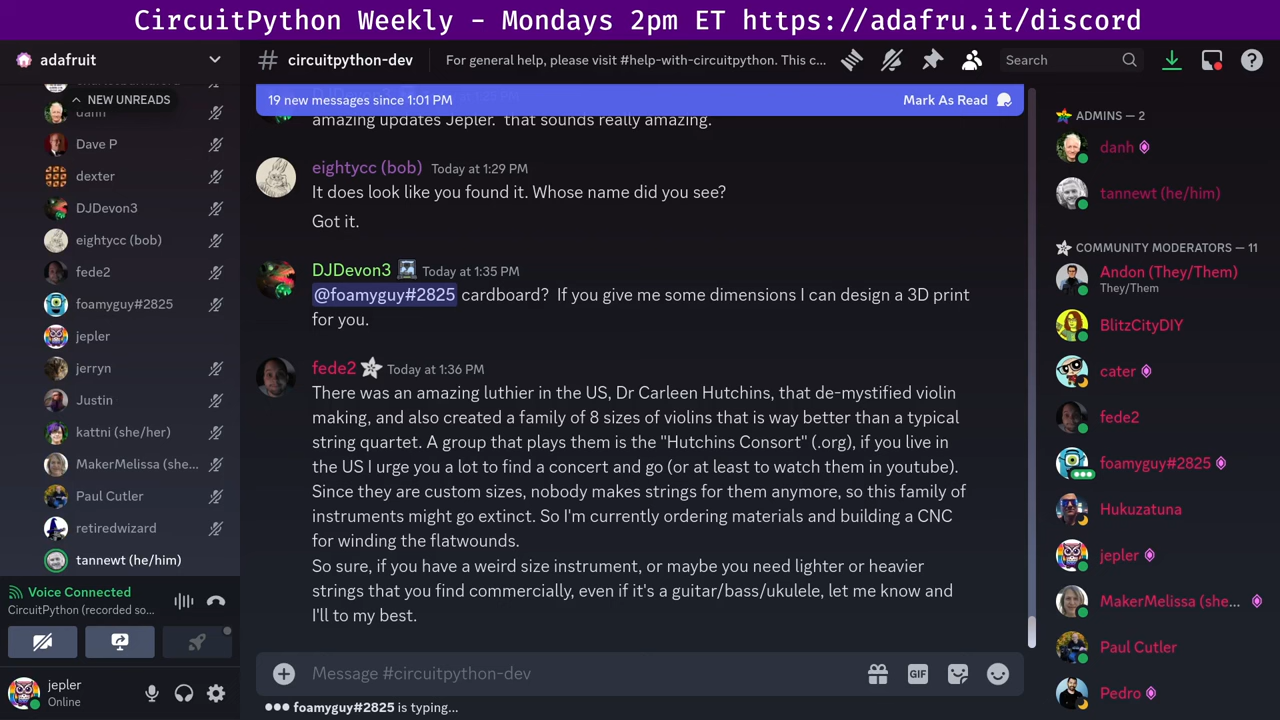 CircuitPython Weekly - Mondays 2pm ET https://adafru.it/discord
adafruit
NEW UNREADS
danh
Dave P
dexter
DJDevon3
eightycc (bob)
fede2
foamyguy#2825
jepler
jerryn
Justin
kattni (she/her)
MakerMelissa (she...
Paul Cutler
retiredwizard
tannewt (he/him)
Voice Connected
CircuitPython (recorded so...
jepler
Online
# circuitpython-dev
For general help, please visit #help-with-circuitpython. This c...
Search
19 new messages since 1:01 PM
Mark As Read
amazing updates Jepler. that sounds really amazing.
eightycc (bob) Today at 1:29 PM
It does look like you found it. Whose name did you see?
Got it.
DJDevon3 Today at 1:35 PM
@foamyguy#2825 cardboard? If you give me some dimensions I can design a 3D print
for you.
fede2 Today at 1:36 PM
There was an amazing luthier in the US, Dr Carleen Hutchins, that de-mystified violin
making, and also created a family of 8 sizes of violins that is way better than a typical
string quartet. A group that plays them is the "Hutchins Consort" (.org), if you live in
the US I urge you a lot to find a concert and go (or at least to watch them in youtube).
Since they are custom sizes, nobody makes strings for them anymore, so this family of
instruments might go extinct. So I'm currently ordering materials and building a CNC
for winding the flatwounds.
So sure, if you have a weird size instrument, or maybe you need lighter or heavier
strings that you find commercially, even if it's a guitar/bass/ukulele, let me know and
I'll to my best.
Message #circuitpython-dev
GIF
foamyguy#2825 is typing...
ADMINS — 2
danh
tannewt (he/him)
COMMUNITY MODERATORS — 11
Andon (They/Them)
They/Them
BlitzCityDIY
cater
fede2
foamyguy#2825
Hukuzatuna
jepler
MakerMelissa (she...
Paul Cutler
Pedro